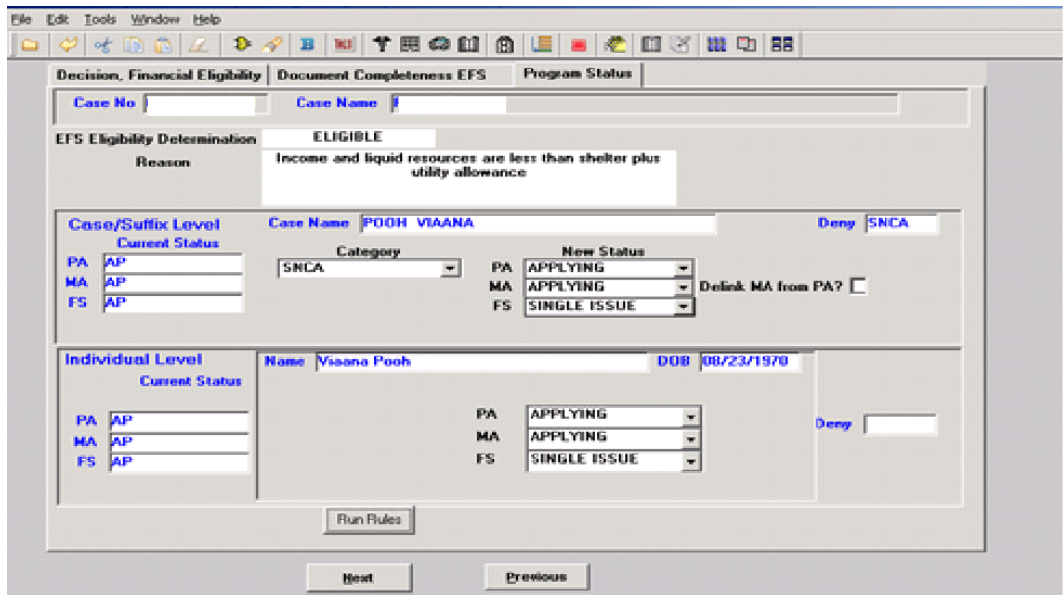 File Edit Tools Window Help
Decision, Financial Eligibility Document Completeness EFS Program Status
Case No Case Name
EFS Eligibility Determination ELIGIBLE
Reason Income and liquid resources are less than shelter plus
utility allowance
Case/Suffix Level Case Name POOH VIAANA Deny SNCA
Current Status Category New Status
PA AP SNCA PA APPLYING
MA AP MA APPLYING Delink MA from PA?
FS AP FS SINGLE ISSUE
Individual Level Name Viaana Pooh DOB 08/23/1970
Current Status
PA AP PA APPLYING Deny
MA AP MA APPLYING
FS AP FS SINGLE ISSUE
Run Rules
Next Previous